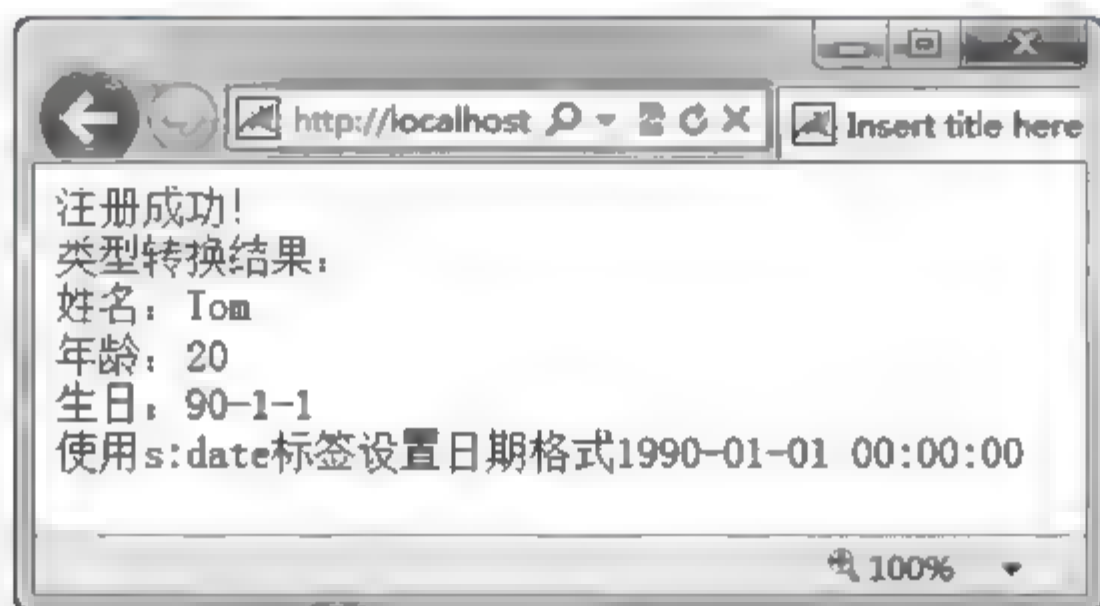 http://localhost
Insert title here
注册成功!
类型转换结果:
姓名: Tom
年龄: 20
生日: 90-1-1
使用s:date标签设置日期格式1990-01-01 00:00:00
100%